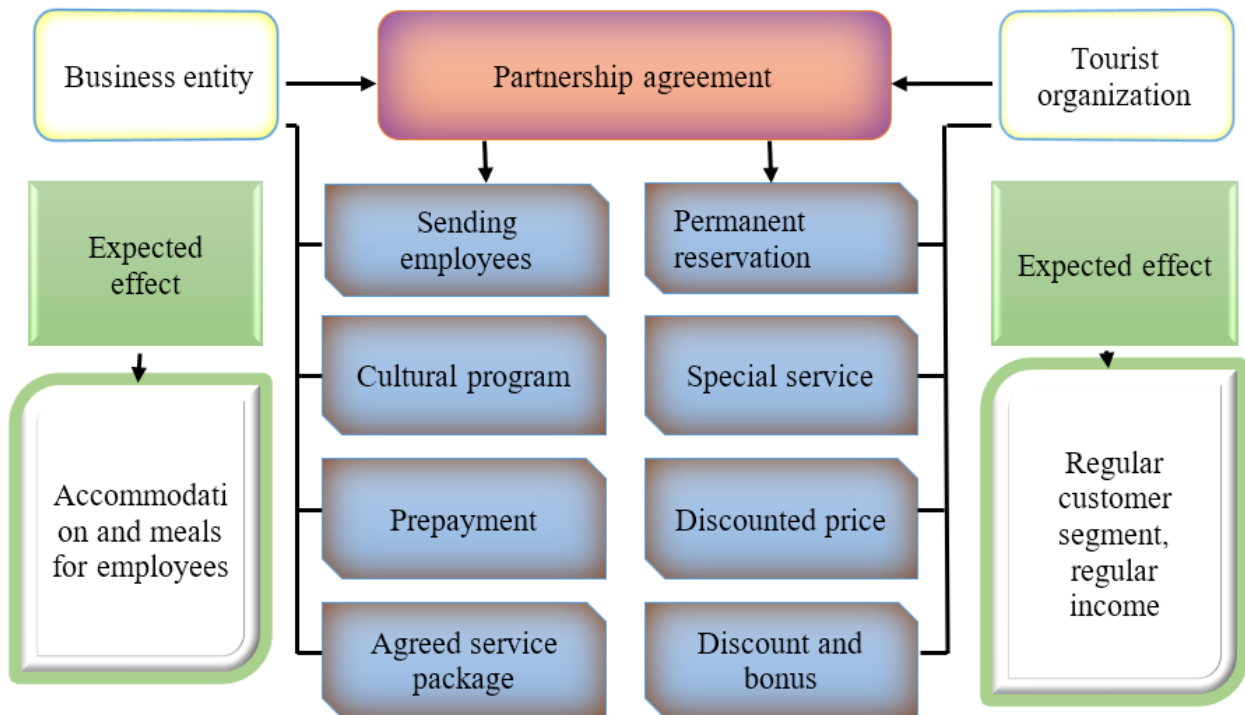 Business entity
Partnership agreement
Tourist
organization
Expected
effect
Sending
employees
Permanent
reservation
Expected effect
Cultural program
Special service
Accommodati
on and meals
for employees
Prepayment
Discounted price
Regular
customer
segment,
regular
income
Agreed service
package
Discount and
bonus